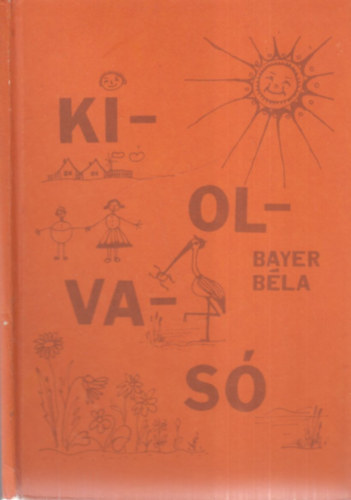 KI-
OL-
BAYER
BÉLA
VA-
SÓ